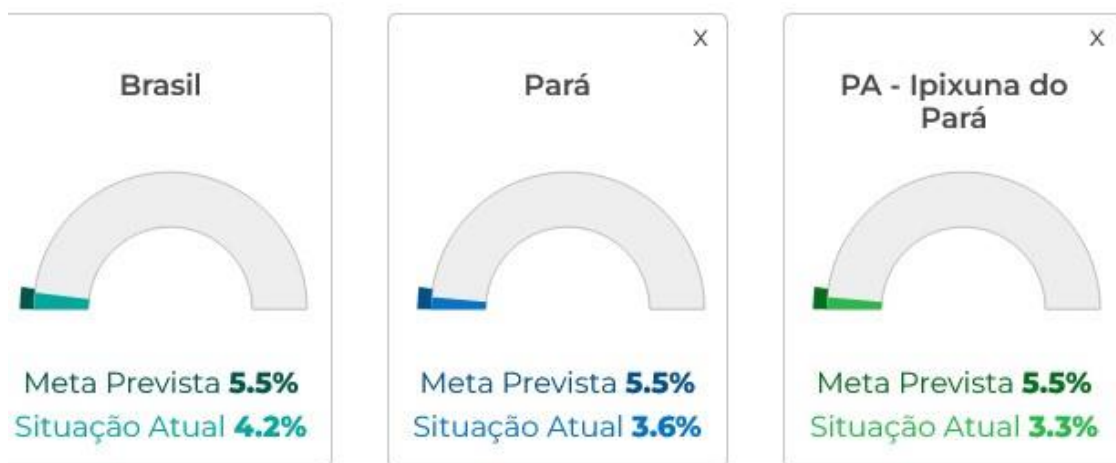 Brasil
Meta Prevista 5.5%
Situação Atual 4.2%
X
Pará
Meta Prevista 5.5%
Situação Atual 3.6%
X
PA - Ipixuna do
Pará
Meta Prevista 5.5%
Situação Atual 3.3%